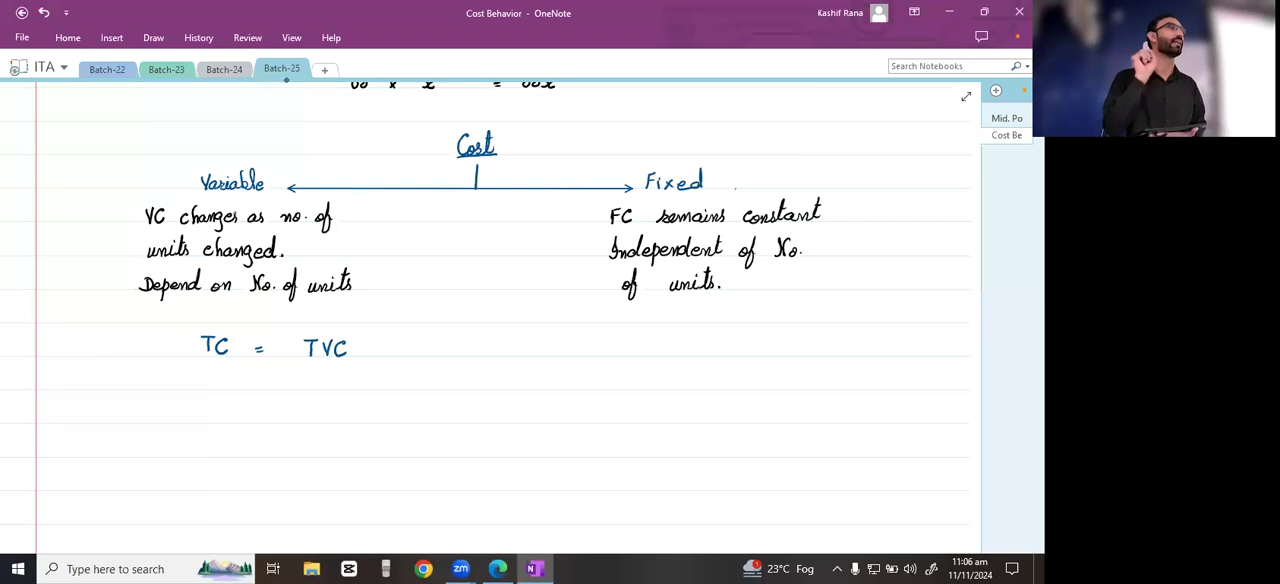 Cost Behavior - OneNote
Kashif Rana
File Home Insert Draw History Review View Help
ITA Batch-22 Batch-23 Batch-24 Batch-25
Search Notebooks
Mid. Po
Cost Be
Cost
Variable
Fixed
VC changes as no. of
units changed.
Depend on No. of units
FC remains constant
Independent of No.
of units.
TC = TVC
Type here to search
23°C Fog
11:06 am
11/11/2024